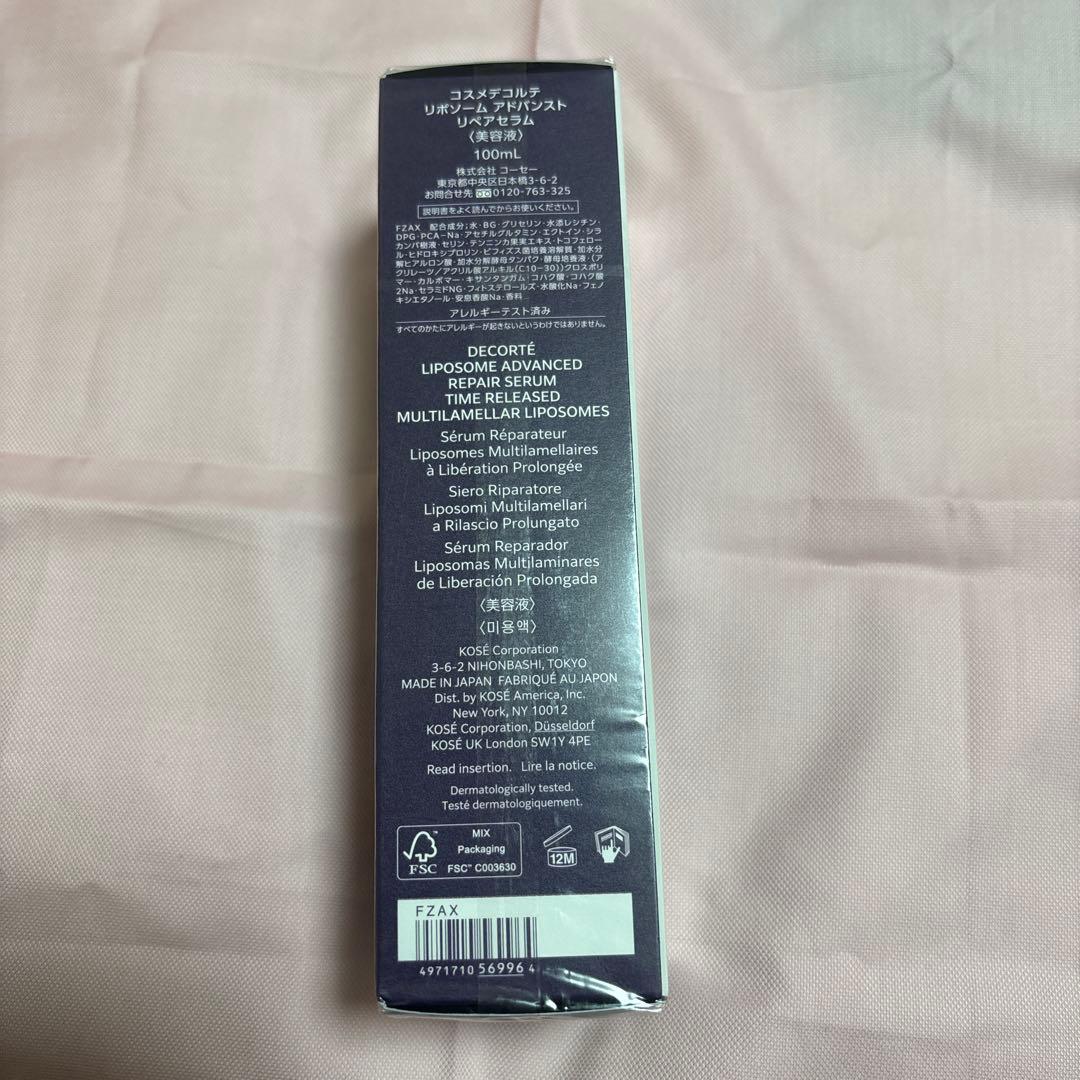 コスメデコルテ
リポソーム アドバンスト
リペアセラム
〈美容液〉
100mL
株式会社 コーセー
東京都中央区日本橋3-6-2
お問合せ先 0120-763-325
説明書をよく読んでからお使いください。
FZAX 配合成分:水・BG・グリセリン・水添レシチン・
DPG・PCA-Na・アセチルグルタミン・エクトイン・シラ
カンバ樹液・セリン・テンニンカ果実エキス・トコフェロー
ル・ヒドロキシプロリン・ビフィズス菌培養溶解質・加水分
解ヒアルロン酸・加水分解酵母タンパク・酵母培養液・(ア
クリレーツ/アクリル酸アルキル(C10-30))クロスポリ
マー・カルボマー・キサンタンガム・コハク酸・コハク酸
2Na・セラミドNG・フィトステロールズ・水酸化Na・フェノ
キシエタノール・安息香酸Na・香料
アレルギーテスト済み
すべてのかたにアレルギーが起きないというわけではありません。
DECORTÉ
LIPOSOME ADVANCED
REPAIR SERUM
TIME RELEASED
MULTILAMELLAR LIPOSOMES
Sérum Réparateur
Liposomes Multilamellaires
à Libération Prolongée
Siero Riparatore
Liposomi Multilamellari
a Rilascio Prolungato
Sérum Reparador
Liposomas Multilaminares
de Liberación Prolongada
〈美容液〉
〈미용액〉
KOSÉ Corporation
3-6-2 NIHONBASHI, TOKYO
MADE IN JAPAN FABRIQUÉ AU JAPON
Dist. by KOSÉ America, Inc.
New York, NY 10012
KOSÉ Corporation, Düsseldorf
KOSÉ UK London SW1Y 4PE
Read insertion. Lire la notice.
Dermatologically tested.
Testé dermatologiquement.
FSC™
MIX
Packaging
FSC™ C003630
12M
FZAX
4971710 56996 4